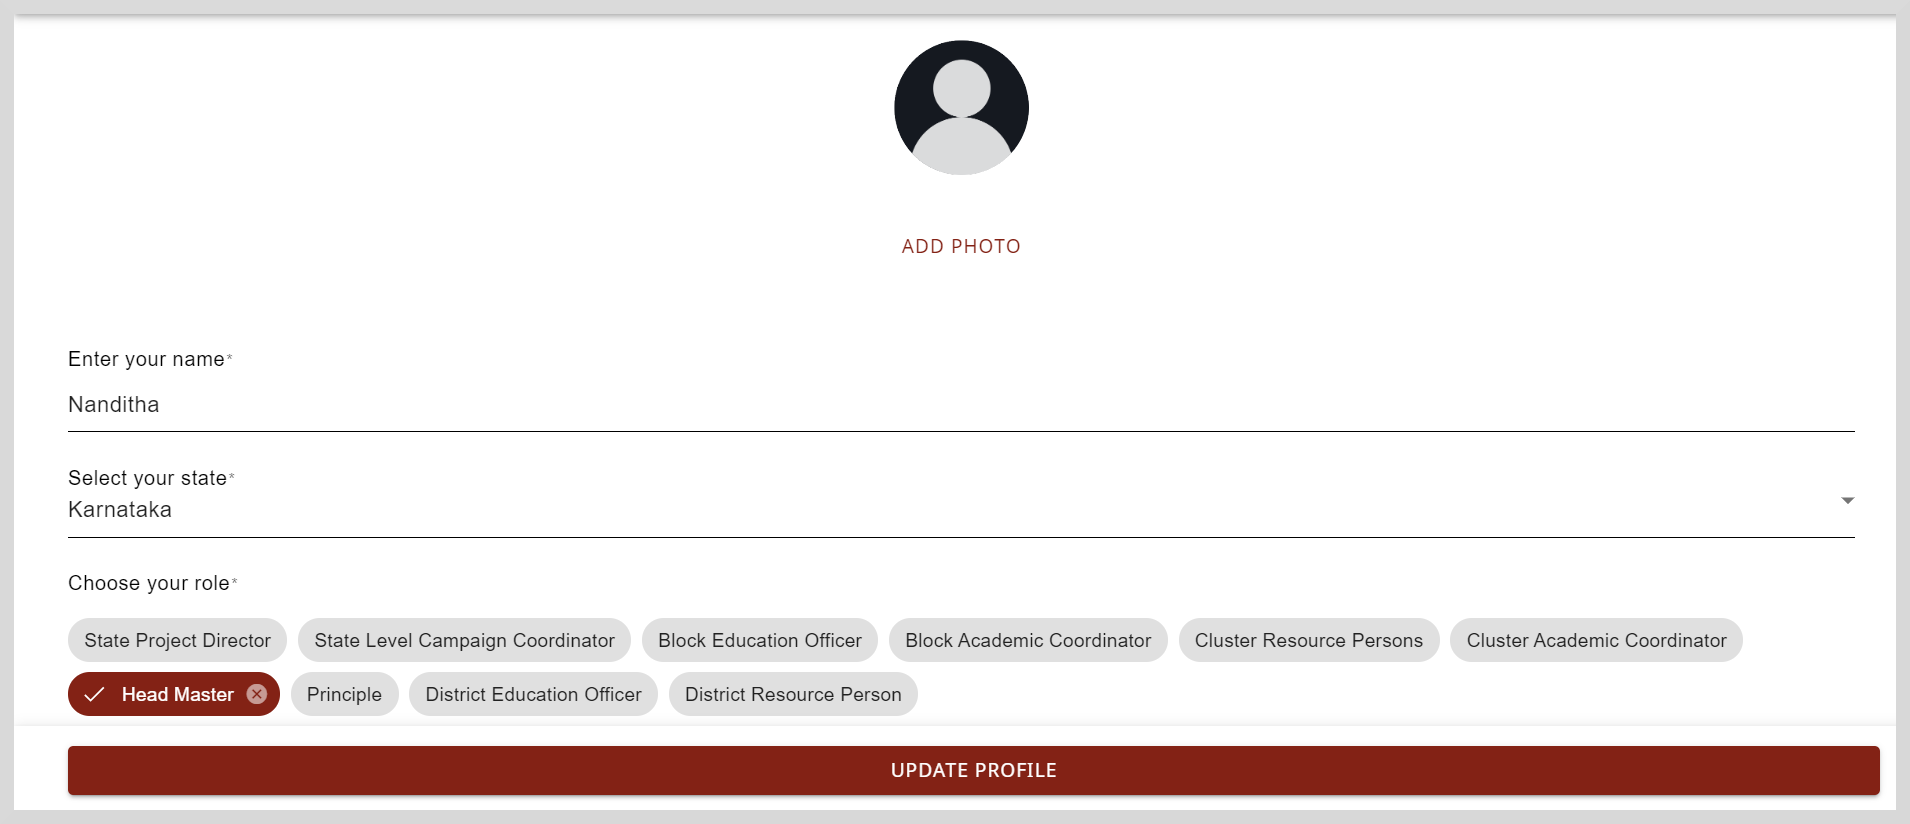 ADD PHOTO
Enter your name*
Nanditha
Select your state*
Karnataka
Choose your role*
State Project Director State Level Campaign Coordinator Block Education Officer Block Academic Coordinator Cluster Resource Persons Cluster Academic Coordinator
Head Master Principle District Education Officer District Resource Person
UPDATE PROFILE